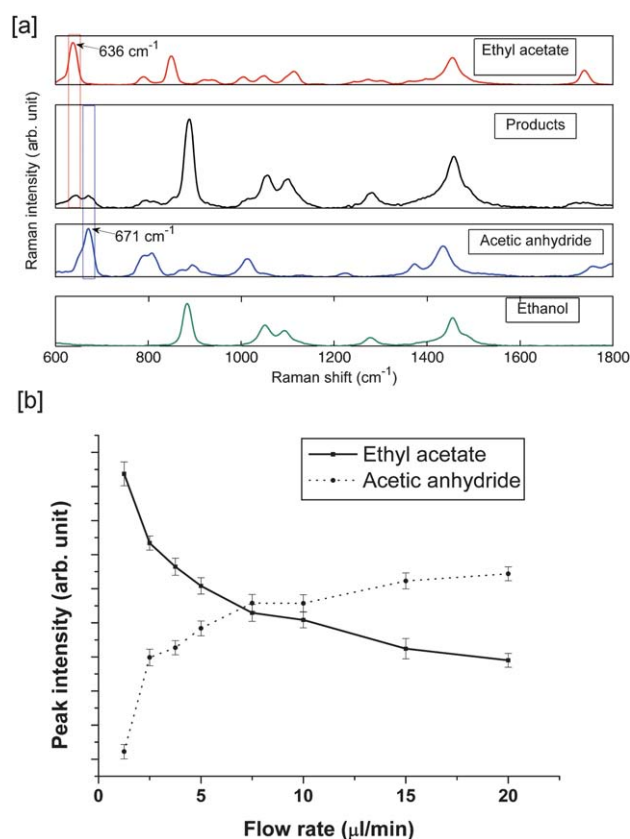 [a]
636 cm⁻¹
Ethyl acetate
Products
671 cm⁻¹
Acetic anhydride
Ethanol
Raman intensity (arb. unit)
600 800 1000 1200 1400 1600 1800
Raman shift (cm⁻¹)
[b]
Ethyl acetate
Acetic anhydride
Peak intensity (arb. unit)
0 5 10 15 20
Flow rate (μl/min)